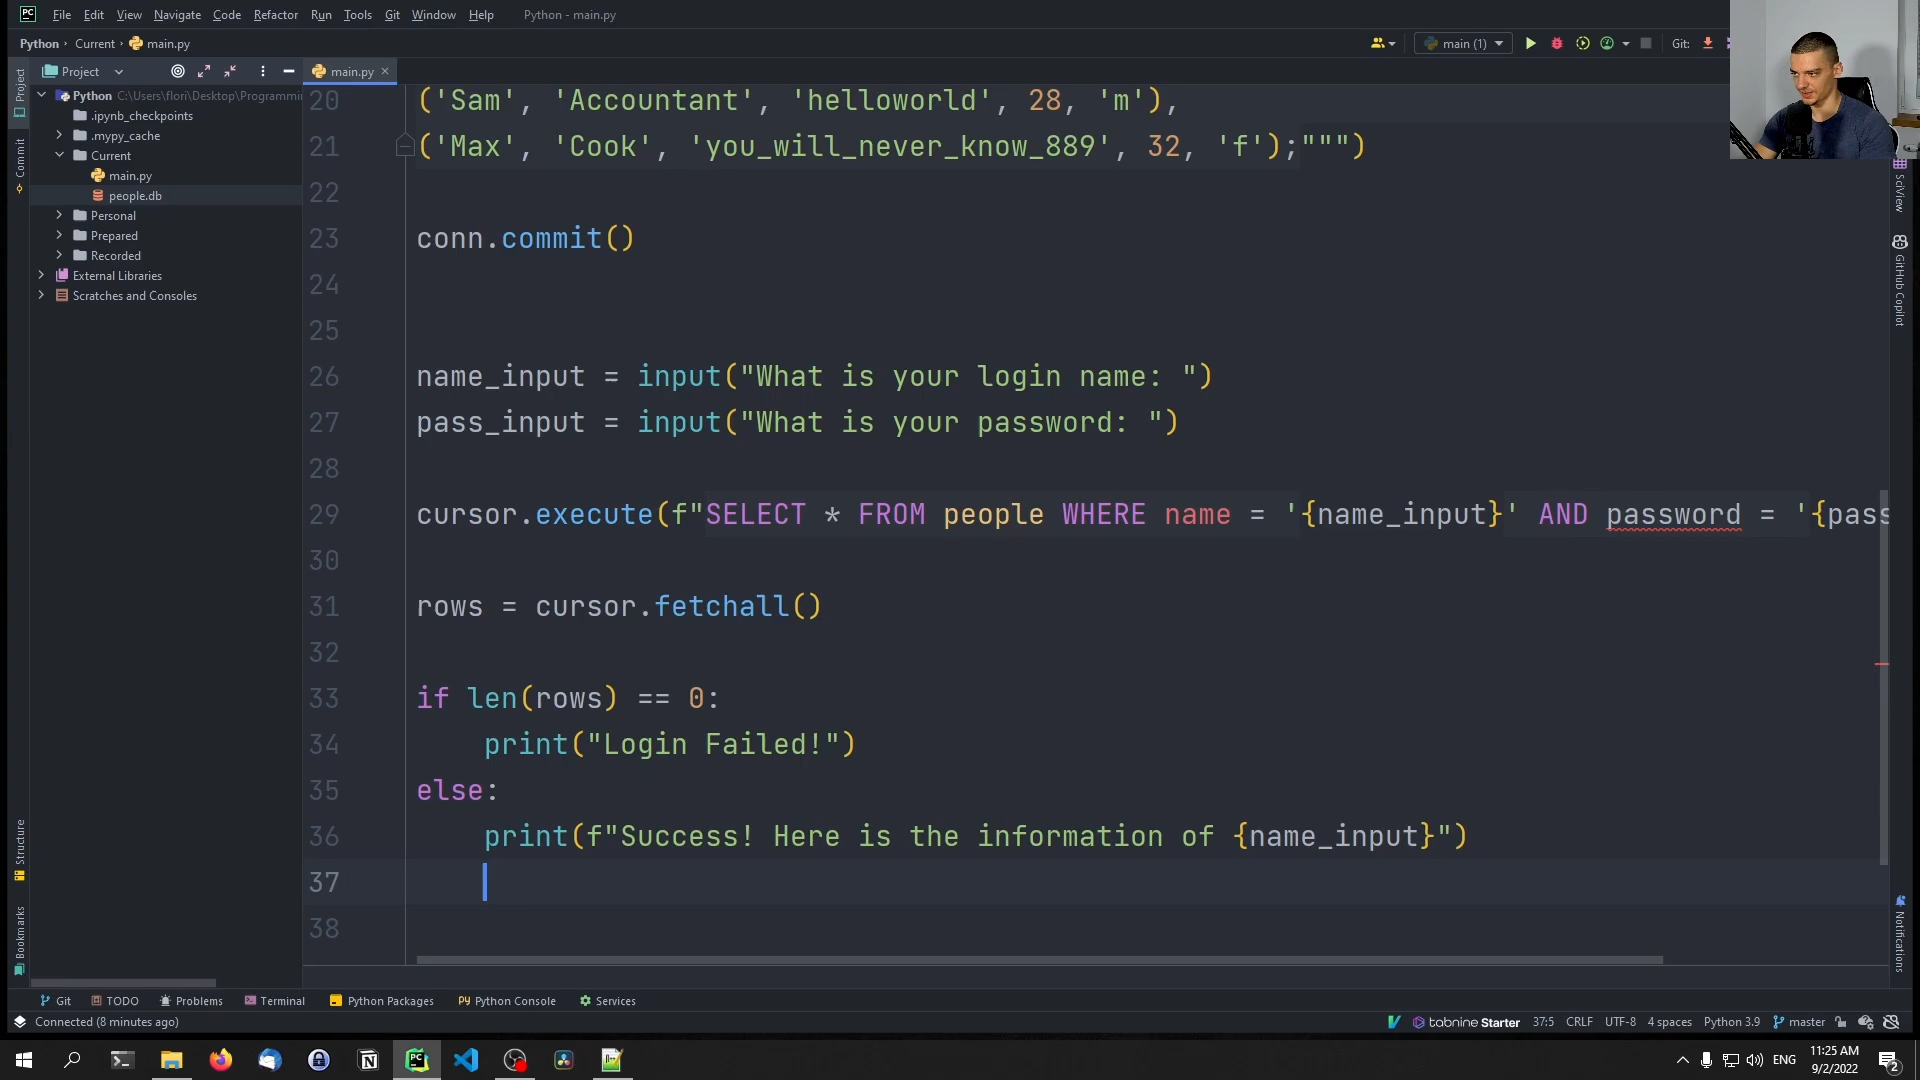 File Edit View Navigate Code Refactor Run Tools Git Window Help Python - main.py
Python Current main.py main (1) Git:
Project
main.py
Project
Commit
Python C:\Users\flori\Desktop\Programmi
.ipynb_checkpoints
.mypy_cache
Current
main.py
people.db
Personal
Prepared
Recorded
External Libraries
Scratches and Consoles
20 ('Sam', 'Accountant', 'helloworld', 28, 'm'),
21 ('Max', 'Cook', 'you_will_never_know_889', 32, 'f');""")
22
23 conn.commit()
24
25
26 name_input = input("What is your login name: ")
27 pass_input = input("What is your password: ")
28
29 cursor.execute(f"SELECT * FROM people WHERE name = '{name_input}' AND password = '{pass
30
31 rows = cursor.fetchall()
32
33 if len(rows) == 0:
34 print("Login Failed!")
35 else:
36 print(f"Success! Here is the information of {name_input}")
37
38
SciView
GitHub Copilot
Notifications
Structure
Bookmarks
Git TODO Problems Terminal Python Packages Python Console Services
Connected (8 minutes ago) tabnine Starter 37:5 CRLF UTF-8 4 spaces Python 3.9 master
ENG 11:25 AM
9/2/2022
2